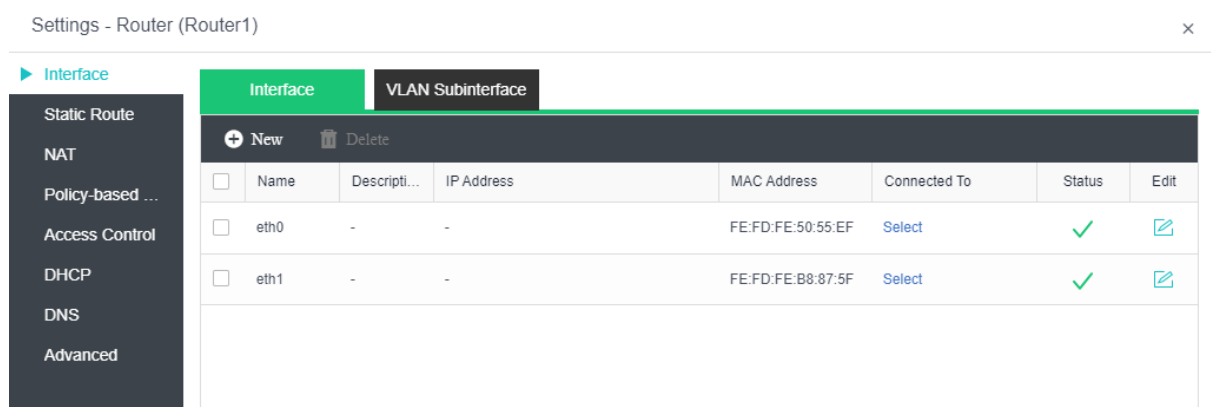 Settings - Router (Router1)
×
Interface
Static Route
NAT
Policy-based ...
Access Control
DHCP
DNS
Advanced
Interface VLAN Subinterface
New Delete
Name Descripti... IP Address MAC Address Connected To Status Edit
eth0 - - FE:FD:FE:50:55:EF Select
eth1 - - FE:FD:FE:B8:87:5F Select